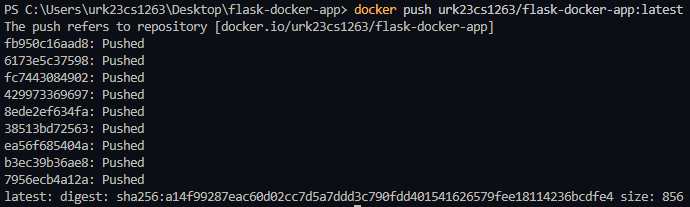 PS C:\Users\urk23cs1263\Desktop\flask-docker-app> docker push urk23cs1263/flask-docker-app:latest
The push refers to repository [docker.io/urk23cs1263/flask-docker-app]
fb950c16aad8: Pushed
6173e5c37598: Pushed
fc7443084902: Pushed
429973369697: Pushed
8ede2ef634fa: Pushed
38513bd72563: Pushed
ea56f685404a: Pushed
b3ec39b36ae8: Pushed
7956ecb4a12a: Pushed
latest: digest: sha256:a14f99287eac60d02cc7d5a7ddd3c790fdd401541626579fee18114236bcdfe4 size: 856